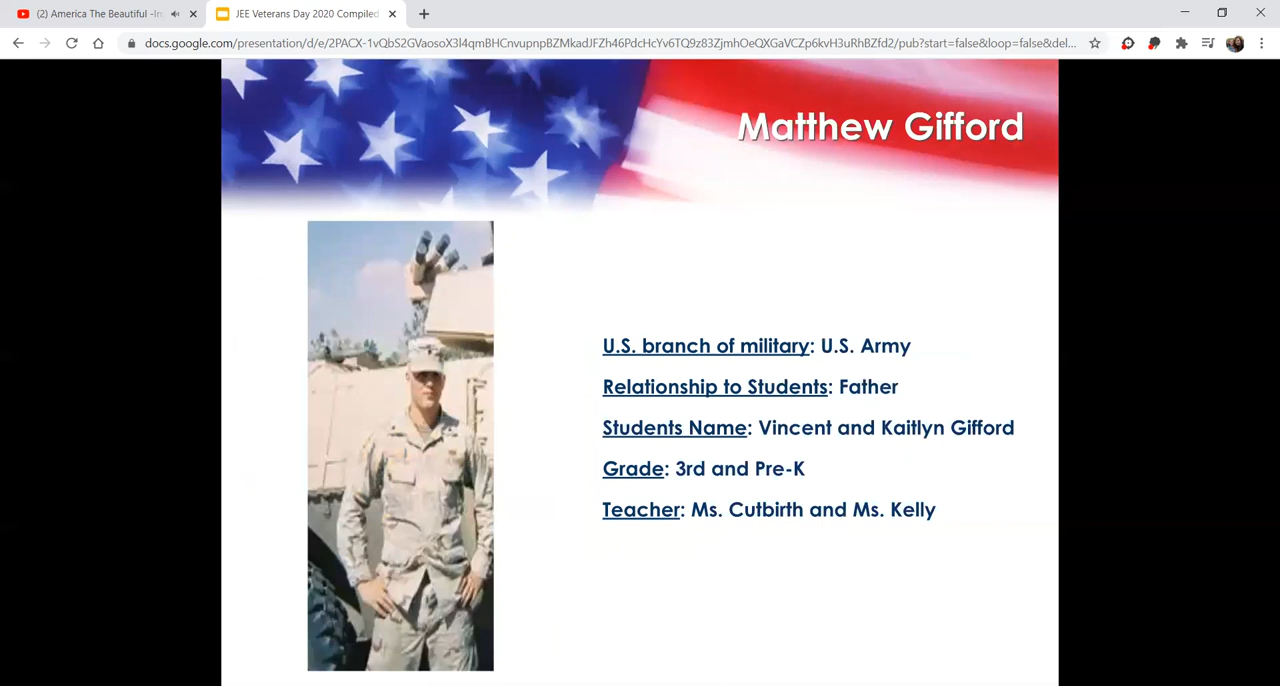 (2) America The Beautiful -In
JEE Veterans Day 2020 Compiled
docs.google.com/presentation/d/e/2PACX-1vQbS2GVaosoX3l4qmBHCnvupnpBZMkadJFZh46PdcHcYv6TQ9z83ZjmhOeQXGaVCZp6kvH3uRhBZfd2/pub?start=false&loop=false&del...
Matthew Gifford
U.S. branch of military: U.S. Army
Relationship to Students: Father
Students Name: Vincent and Kaitlyn Gifford
Grade: 3rd and Pre-K
Teacher: Ms. Cutbirth and Ms. Kelly